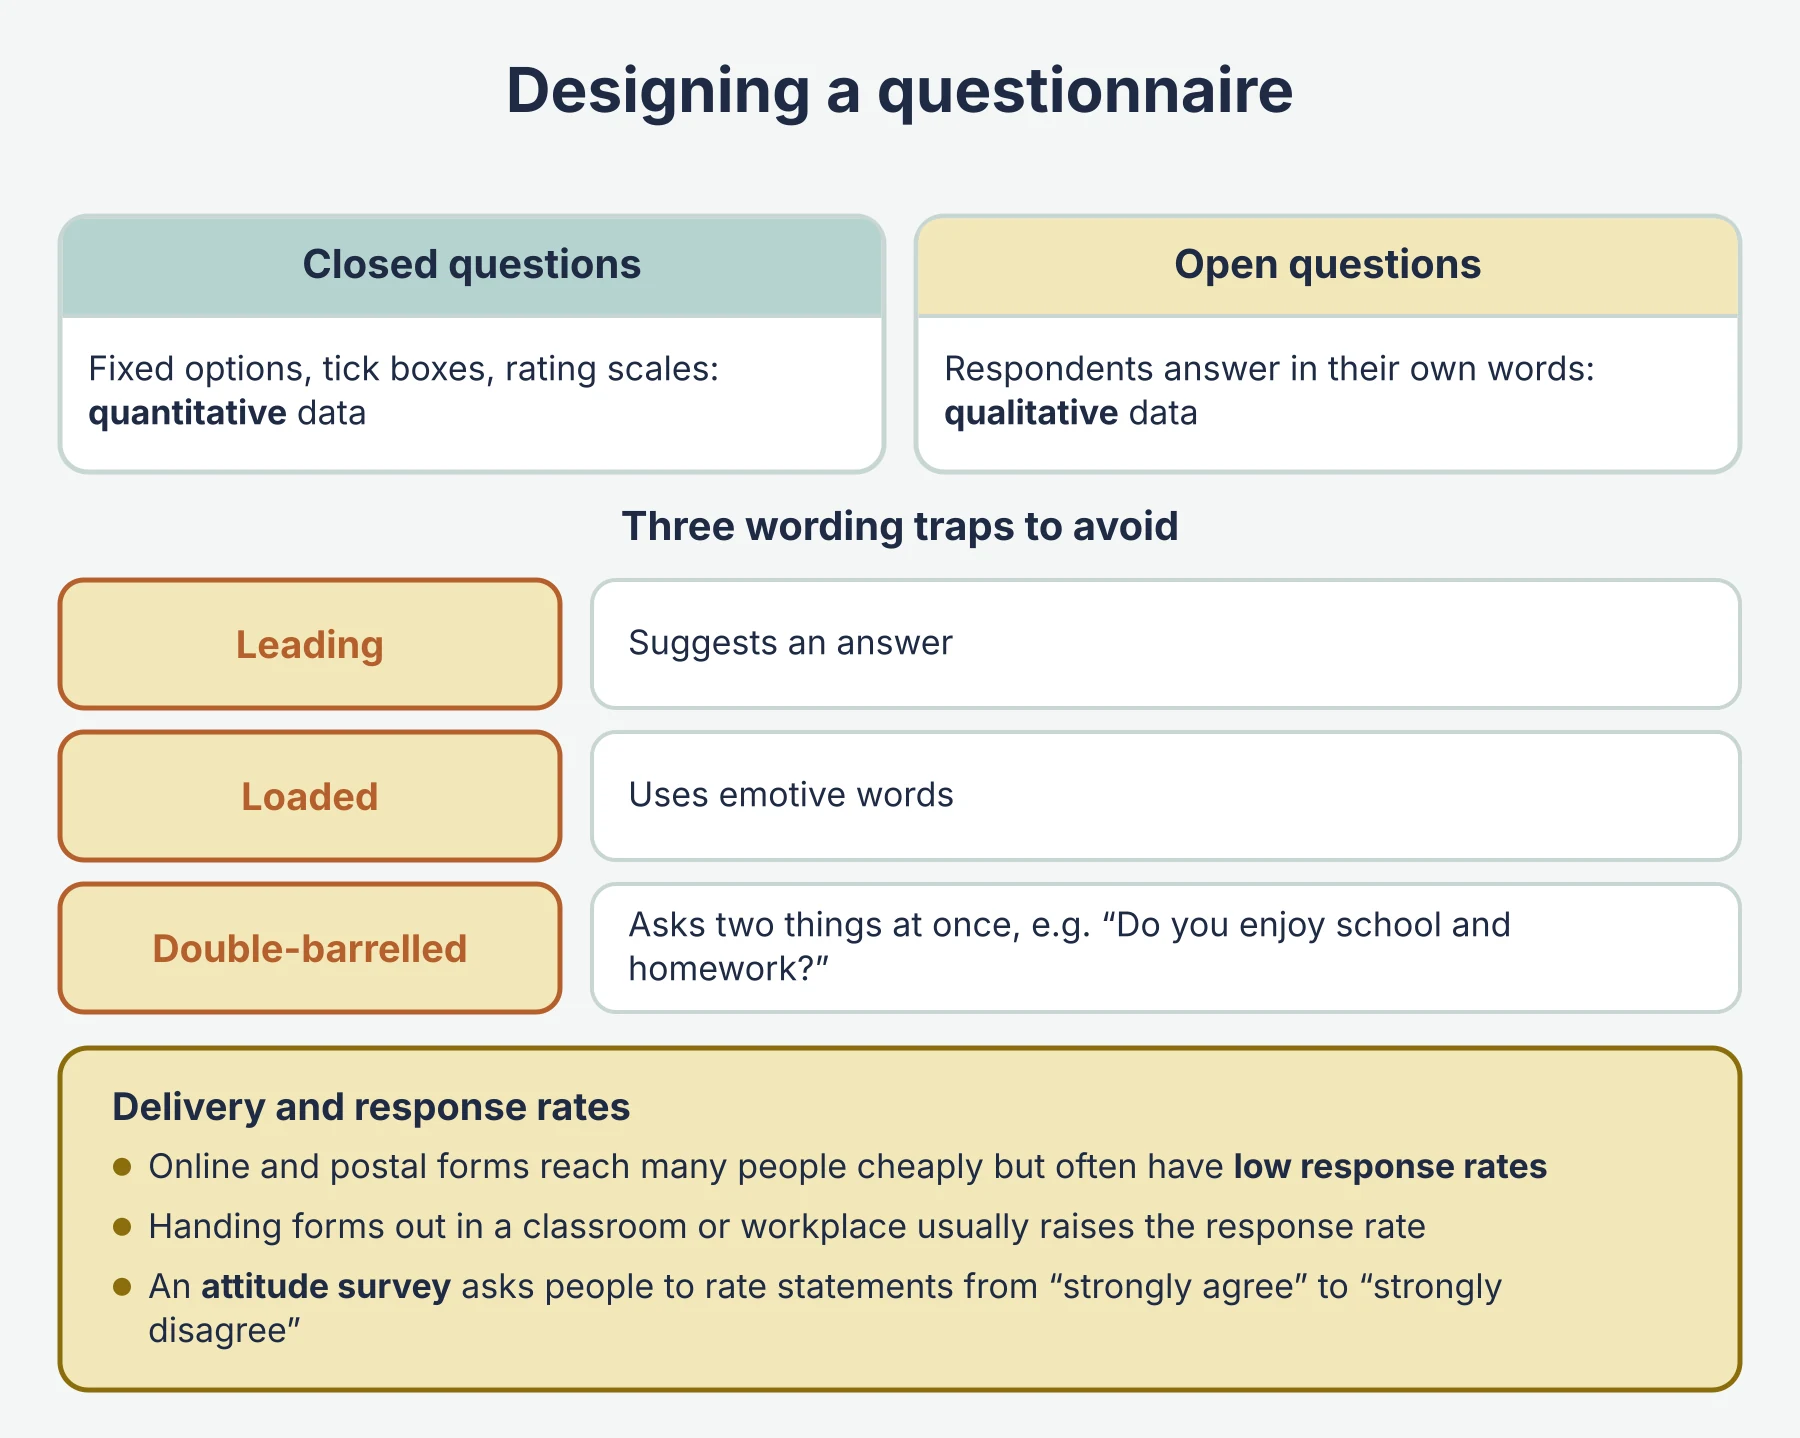 Designing a questionnaire
Closed questions
Fixed options, tick boxes, rating scales:
quantitative data
Open questions
Respondents answer in their own words:
qualitative data
Three wording traps to avoid
Leading
Suggests an answer
Loaded
Uses emotive words
Double-barrelled
Asks two things at once, e.g. “Do you enjoy school and
homework?”
Delivery and response rates
● Online and postal forms reach many people cheaply but often have low response rates
● Handing forms out in a classroom or workplace usually raises the response rate
● An attitude survey asks people to rate statements from “strongly agree” to “strongly
disagree”